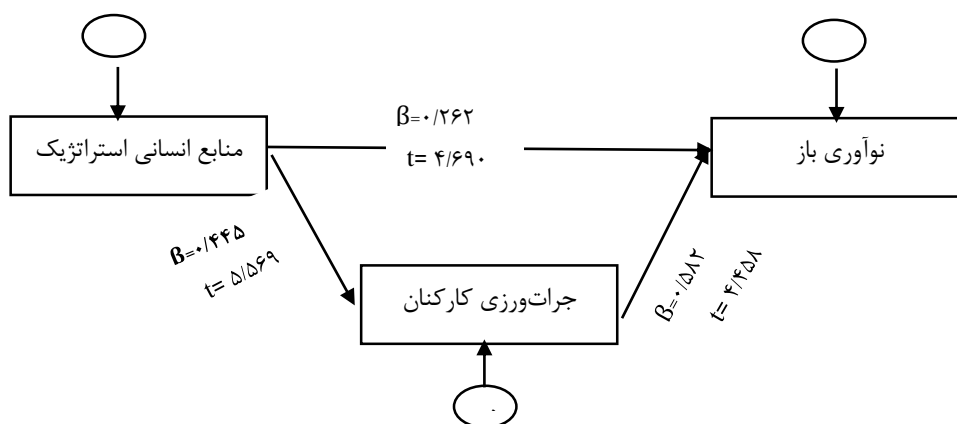 β=۰/۲۶۲
t= ۴/۶۹۰
منابع انسانی استراتژیک
نوآوری باز
β=۰/۴۴۵
t= ۵/۵۶۹
جرات‌ورزی کارکنان
β=۰/۵۸۲
t= ۴/۴۵۸